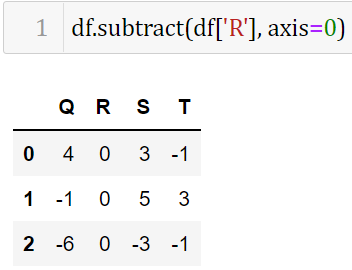 1 df.subtract(df['R'], axis=0)
Q R S T
0 4 0 3 -1
1 -1 0 5 3
2 -6 0 -3 -1